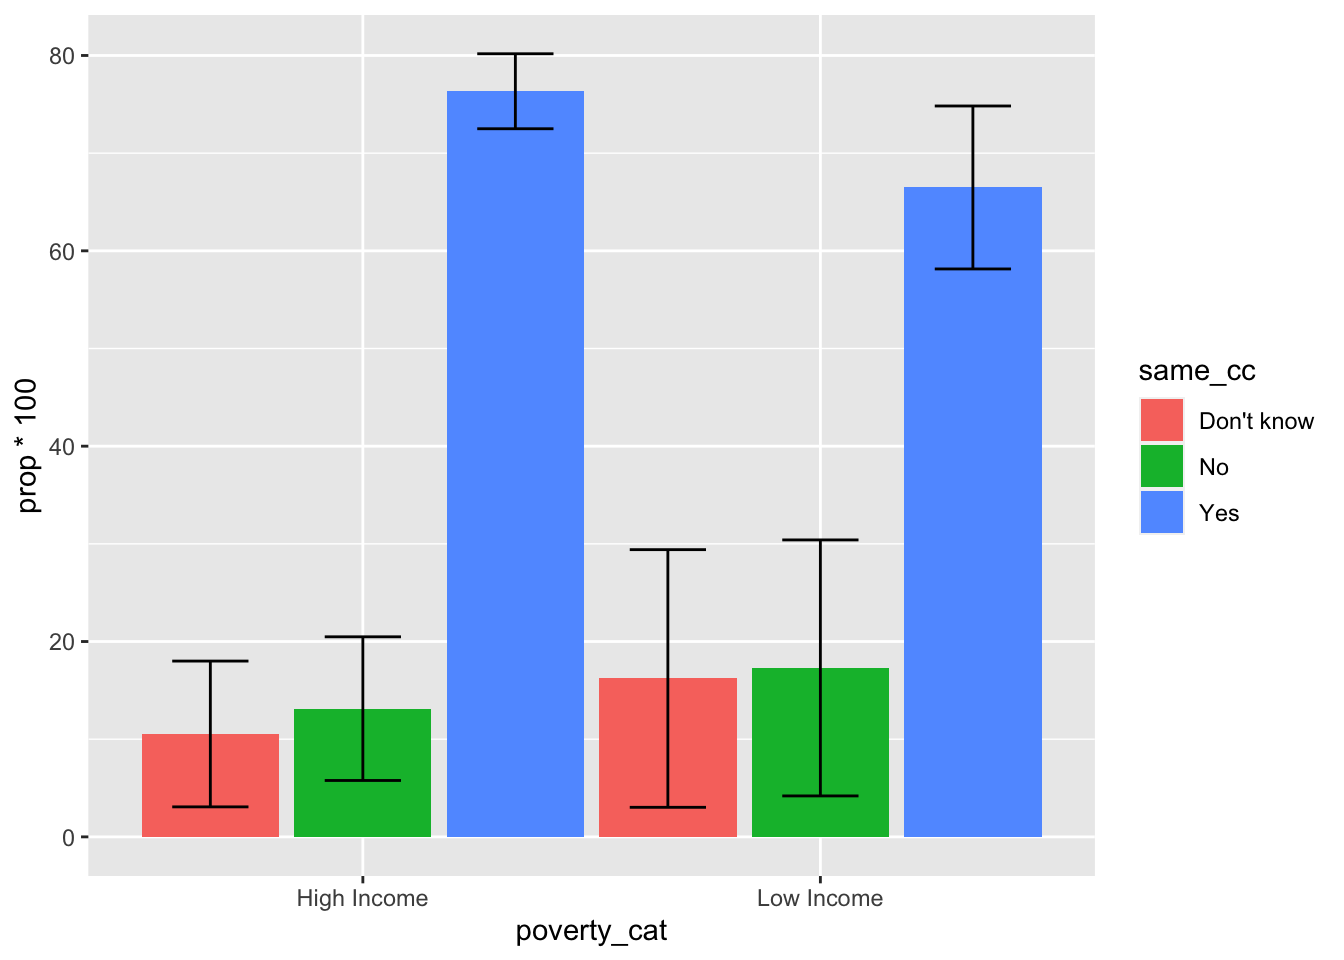 80
60
40
20
0
prop * 100
High Income
Low Income
poverty_cat
same_cc
Don't know
No
Yes